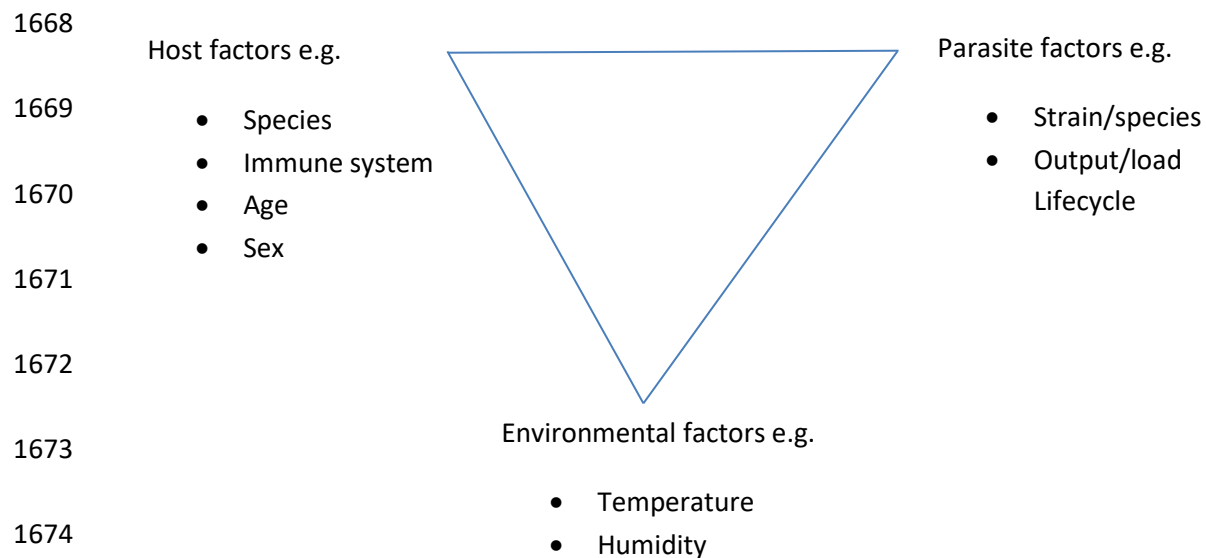 1668
Host factors e.g.
Parasite factors e.g.
1669
• Species
• Strain/species
• Immune system
• Output/load
1670
• Age
Lifecycle
• Sex
1671
1672
Environmental factors e.g.
1673
• Temperature
1674
• Humidity